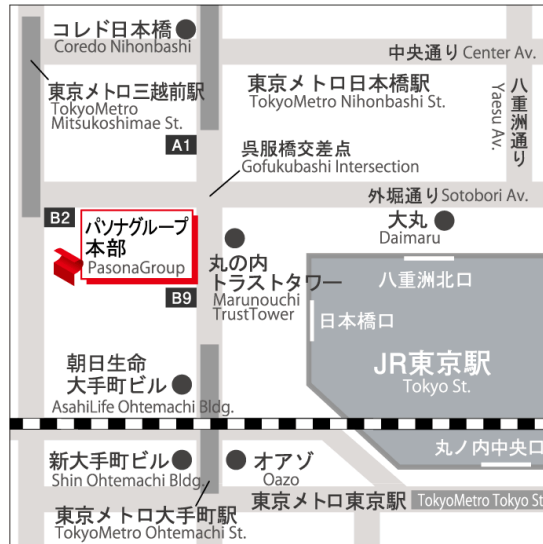 コレド日本橋
Coredo Nihonbashi
中央通り Center Av.
東京メトロ三越前駅
TokyoMetro
Mitsukoshimae St.
東京メトロ日本橋駅
TokyoMetro Nihonbashi St.
八重洲通り
Yaesu Av.
A1
呉服橋交差点
Gofukubashi Intersection
外堀通り Sotobori Av.
B2
パソナグループ
本部
PasonaGroup
大丸
Daimaru
丸の内
トラストタワー
Marunouchi
TrustTower
八重洲北口
B9
日本橋口
JR東京駅
Tokyo St.
朝日生命
大手町ビル
AsahiLife Ohtemachi Bldg.
丸ノ内中央口
新大手町ビル
Shin Ohtemachi Bldg.
オアゾ
Oazo
東京メトロ東京駅 TokyoMetro Tokyo St
東京メトロ大手町駅
TokyoMetro Ohtemachi St.